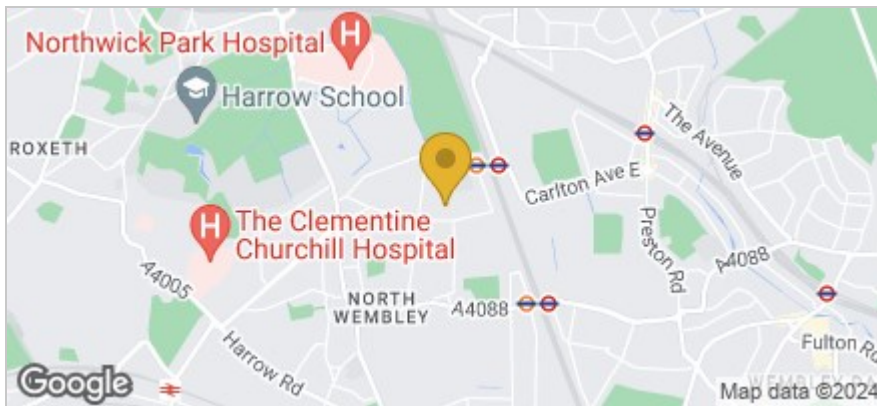 Northwick Park Hospital
H
Harrow School
ROXETH
The Avenue
Carlton Ave E
H
The Clementine
Churchill Hospital
Preston Rd
A4088
A4005
NORTH
WEMBLEY
A4088
Harrow Rd
Fulton Rd
Google
Map data ©2024